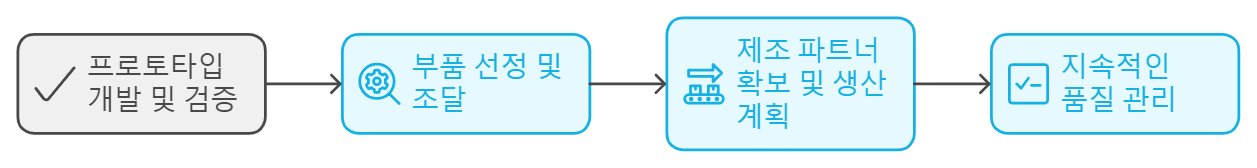 프로토타입
개발 및 검증
부품 선정 및
조달
제조 파트너
확보 및 생산
계획
지속적인
품질 관리